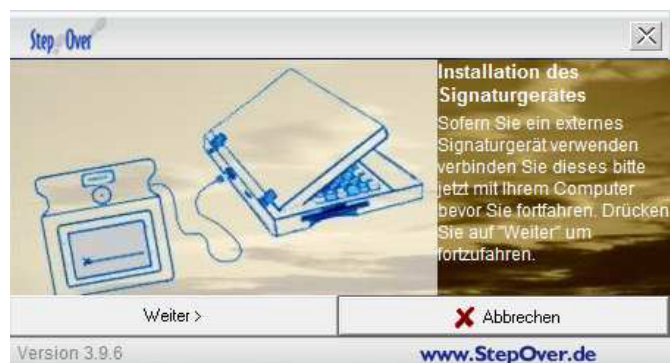 Step Over
Installation des
Signaturgerätes
Sofern Sie ein externes
Signaturgerät verwenden
verbinden Sie dieses bitte
jetzt mit Ihrem Computer
bevor Sie fortfahren. Drücken
Sie auf "Weiter" um
fortzufahren.
Weiter >
Abbrechen
Version 3.9.6
www.StepOver.de